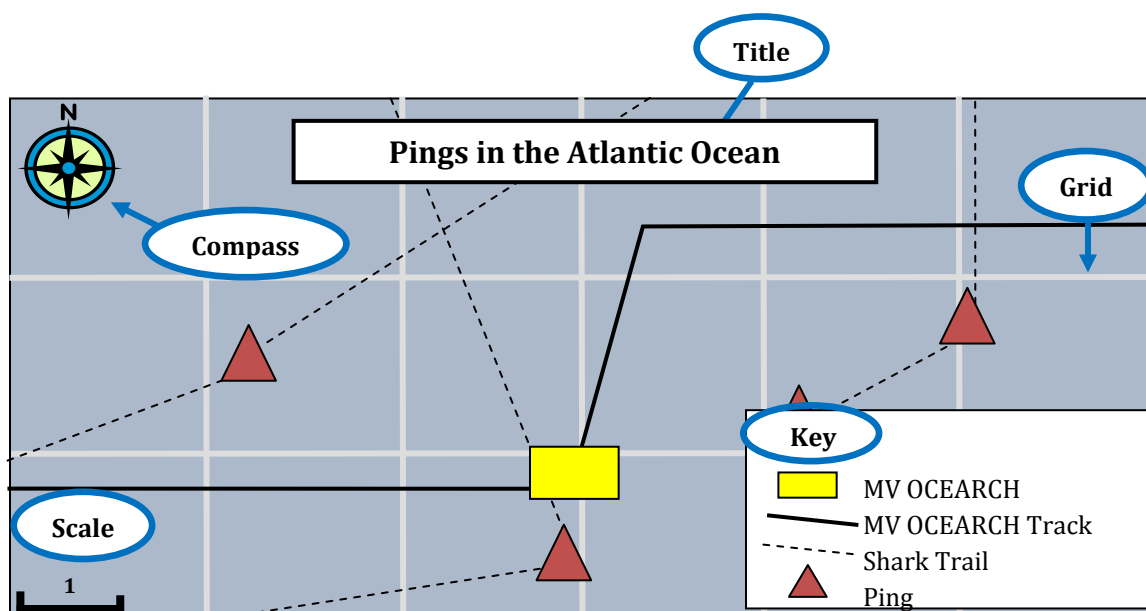 Title
N
Pings in the Atlantic Ocean
Grid
Compass
Key
MV OCEARCH
Scale
MV OCEARCH Track
Shark Trail
1
Ping